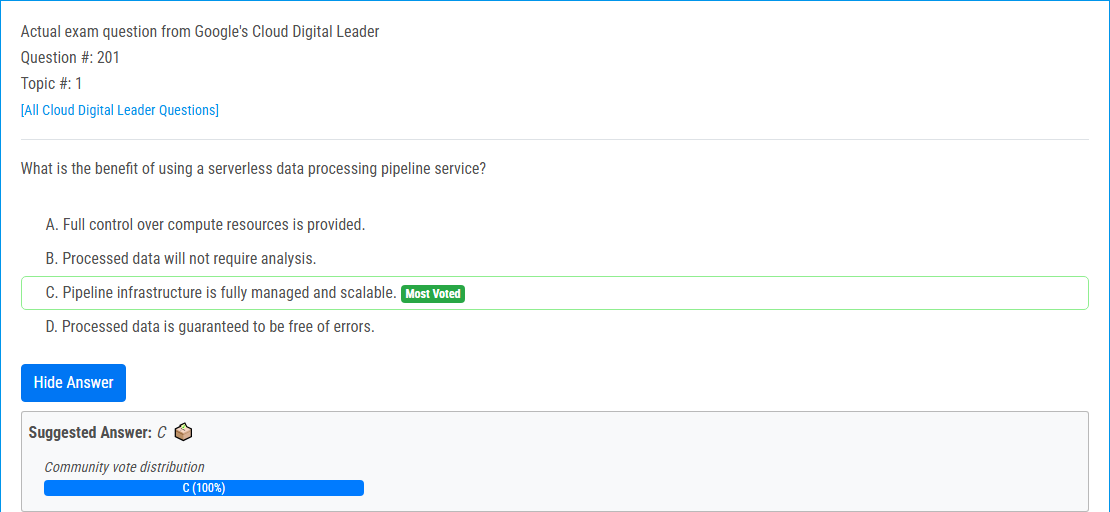 Actual exam question from Google's Cloud Digital Leader
Question #: 201
Topic #: 1
[All Cloud Digital Leader Questions]
What is the benefit of using a serverless data processing pipeline service?
A. Full control over compute resources is provided.
B. Processed data will not require analysis.
C. Pipeline infrastructure is fully managed and scalable. Most Voted
D. Processed data is guaranteed to be free of errors.
Hide Answer
Suggested Answer: C
Community vote distribution
C (100%)